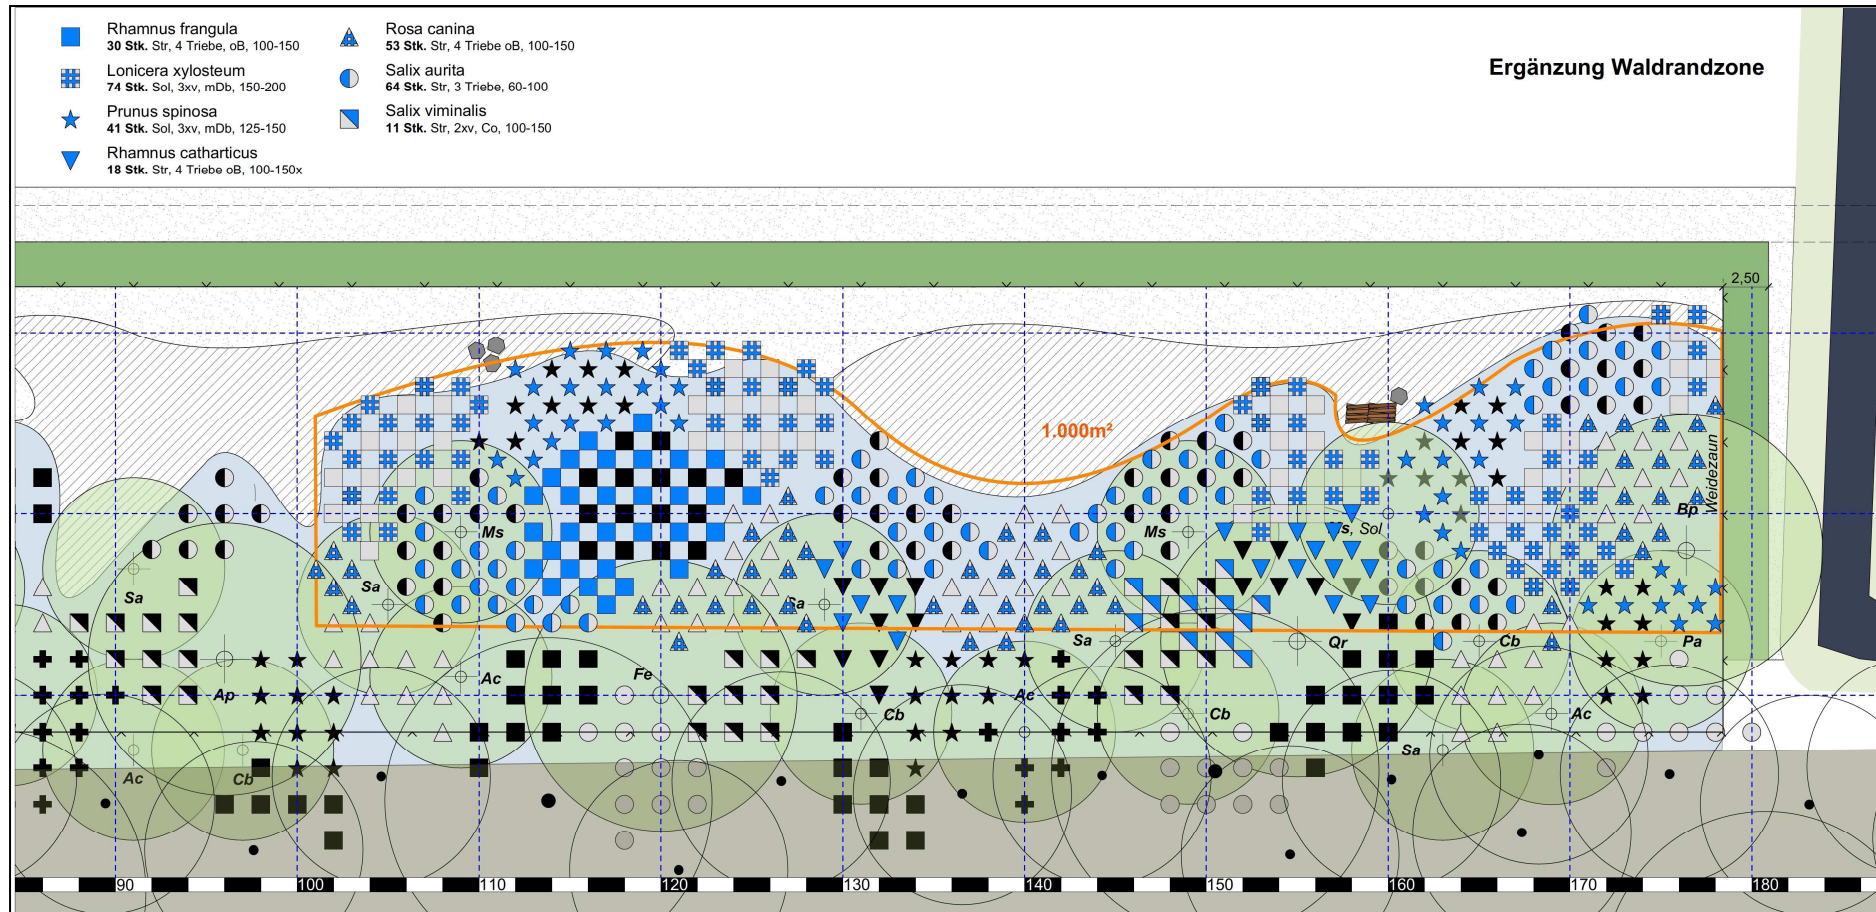 Rhamnus frangula
30 Stk. Str, 4 Triebe, oB, 100-150
Lonicera xylosteum
74 Stk. Sol, 3xv, mDb, 150-200
Prunus spinosa
41 Stk. Sol, 3xv, mDb, 125-150
Rhamnus catharticus
18 Stk. Str, 4 Triebe oB, 100-150x
Rosa canina
53 Stk. Str, 4 Triebe oB, 100-150
Salix aurita
64 Stk. Str, 3 Triebe, 60-100
Salix viminalis
11 Stk. Str, 2xv, Co, 100-150
Ergänzung Waldrandzone
2,50
1.000m²
Weidezaun
Bp
Ms
Ms
Ms, Sol
Sa
Sa
Sa
Sa
Qr
Cb
Pa
Ap
Ac
Fe
Ac
Cb
Cb
Ac
Sa
Ac
Cb
90
100
110
120
130
140
150
160
170
180